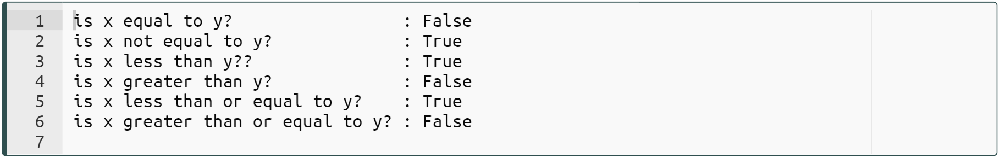 1 is x equal to y?                 : False
2 is x not equal to y?             : True
3 is x less than y??               : True
4 is x greater than y?             : False
5 is x less than or equal to y?    : True
6 is x greater than or equal to y? : False
7